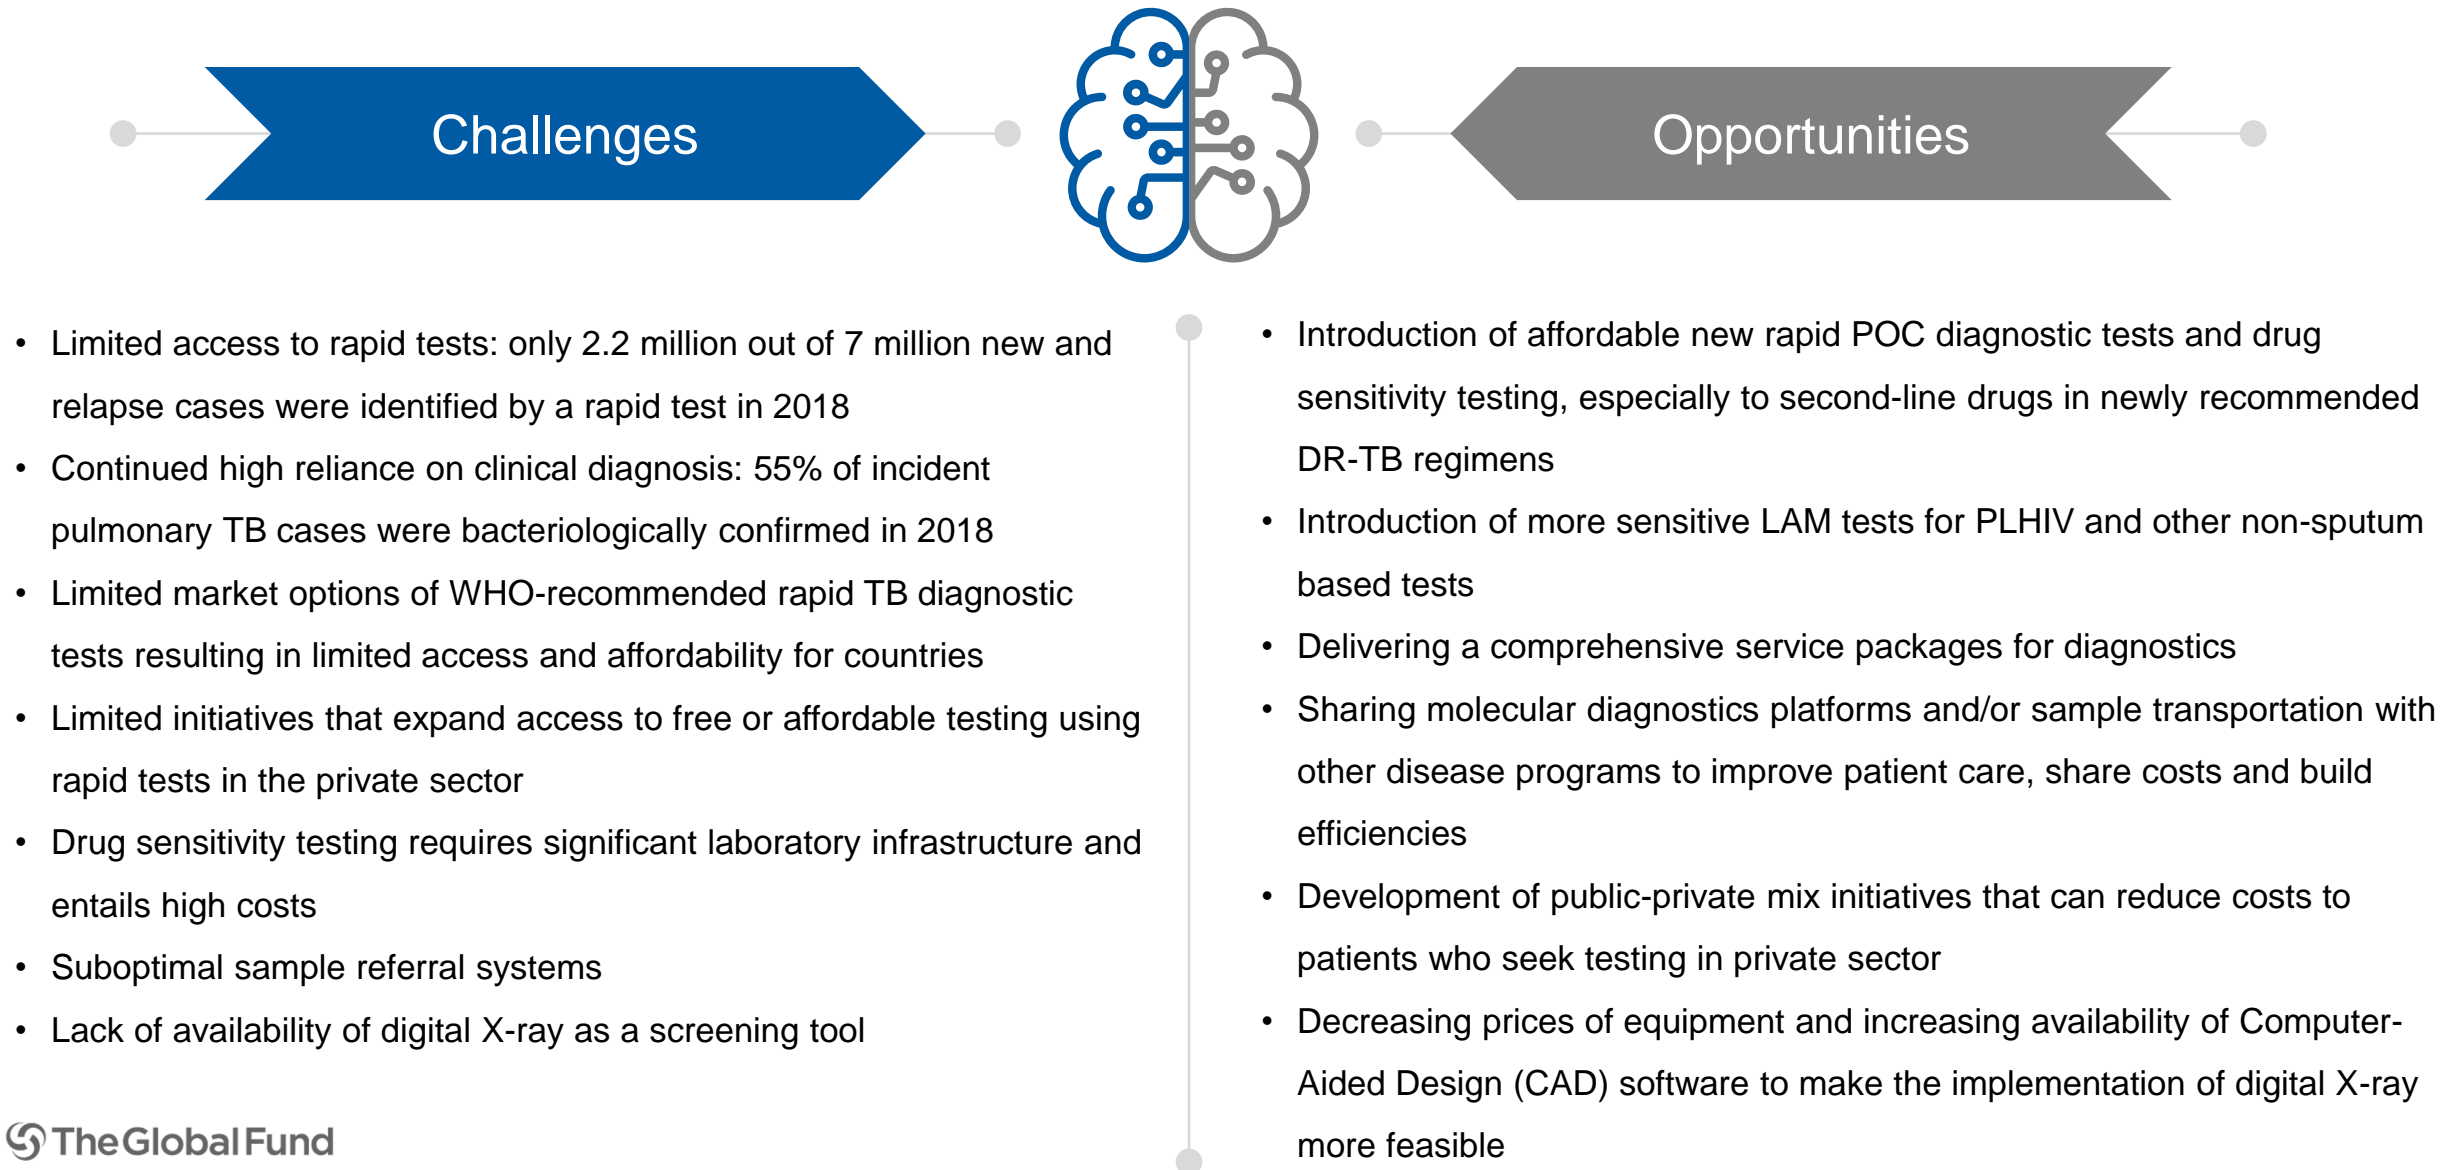 Challenges
Opportunities
• Limited access to rapid tests: only 2.2 million out of 7 million new and
relapse cases were identified by a rapid test in 2018
• Continued high reliance on clinical diagnosis: 55% of incident
pulmonary TB cases were bacteriologically confirmed in 2018
• Limited market options of WHO-recommended rapid TB diagnostic
tests resulting in limited access and affordability for countries
• Limited initiatives that expand access to free or affordable testing using
rapid tests in the private sector
• Drug sensitivity testing requires significant laboratory infrastructure and
entails high costs
• Suboptimal sample referral systems
• Lack of availability of digital X-ray as a screening tool
• Introduction of affordable new rapid POC diagnostic tests and drug
sensitivity testing, especially to second-line drugs in newly recommended
DR-TB regimens
• Introduction of more sensitive LAM tests for PLHIV and other non-sputum
based tests
• Delivering a comprehensive service packages for diagnostics
• Sharing molecular diagnostics platforms and/or sample transportation with
other disease programs to improve patient care, share costs and build
efficiencies
• Development of public-private mix initiatives that can reduce costs to
patients who seek testing in private sector
• Decreasing prices of equipment and increasing availability of Computer-
Aided Design (CAD) software to make the implementation of digital X-ray
more feasible
The Global Fund